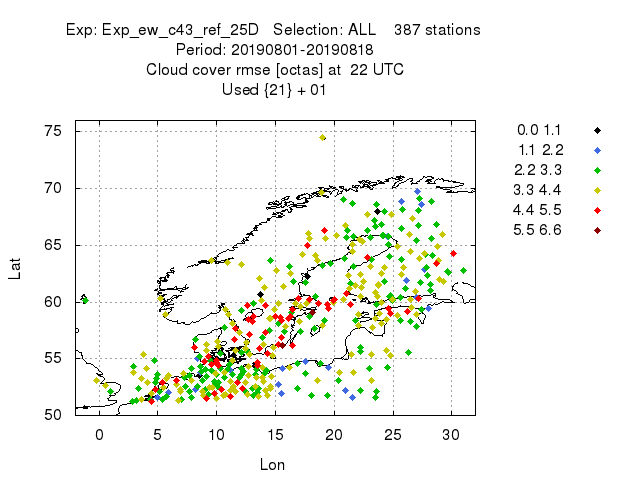 Exp: Exp_ew_c43_ref_25D   Selection: ALL    387 stations
Period: 20190801-20190818
Cloud cover rmse [octas] at  22 UTC
Used {21} + 01
75
70
65
60
55
50
Lat
0 5 10 15 20 25 30
Lon
0.0 1.1
1.1 2.2
2.2 3.3
3.3 4.4
4.4 5.5
5.5 6.6